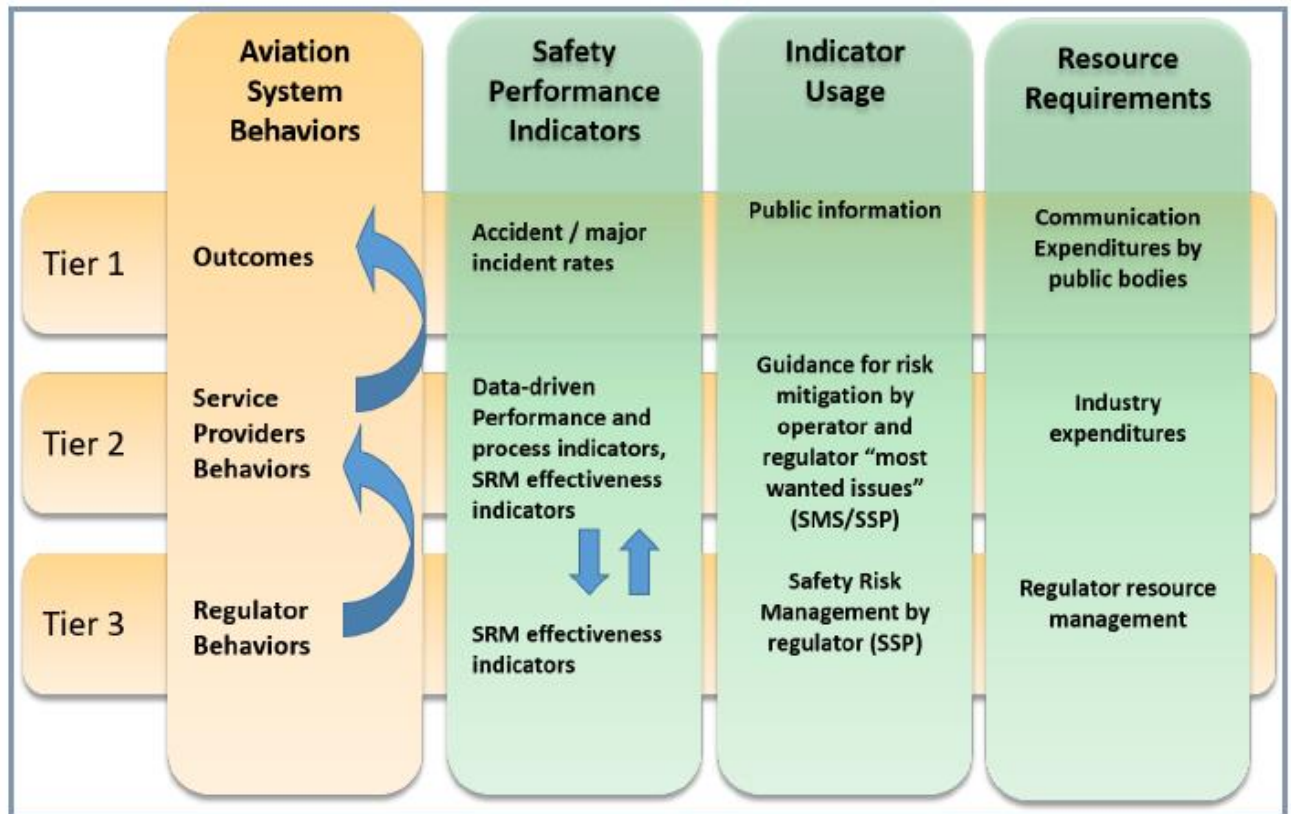 Aviation
System
Behaviors
Safety
Performance
Indicators
Indicator
Usage
Resource
Requirements
Tier 1
Outcomes
Accident / major
incident rates
Public information
Communication
Expenditures by
public bodies
Tier 2
Service
Providers
Behaviors
Data-driven
Performance and
process indicators,
SRM effectiveness
indicators
Guidance for risk
mitigation by
operator and
regulator “most
wanted issues”
(SMS/SSP)
Industry
expenditures
Tier 3
Regulator
Behaviors
SRM effectiveness
indicators
Safety Risk
Management by
regulator (SSP)
Regulator resource
management